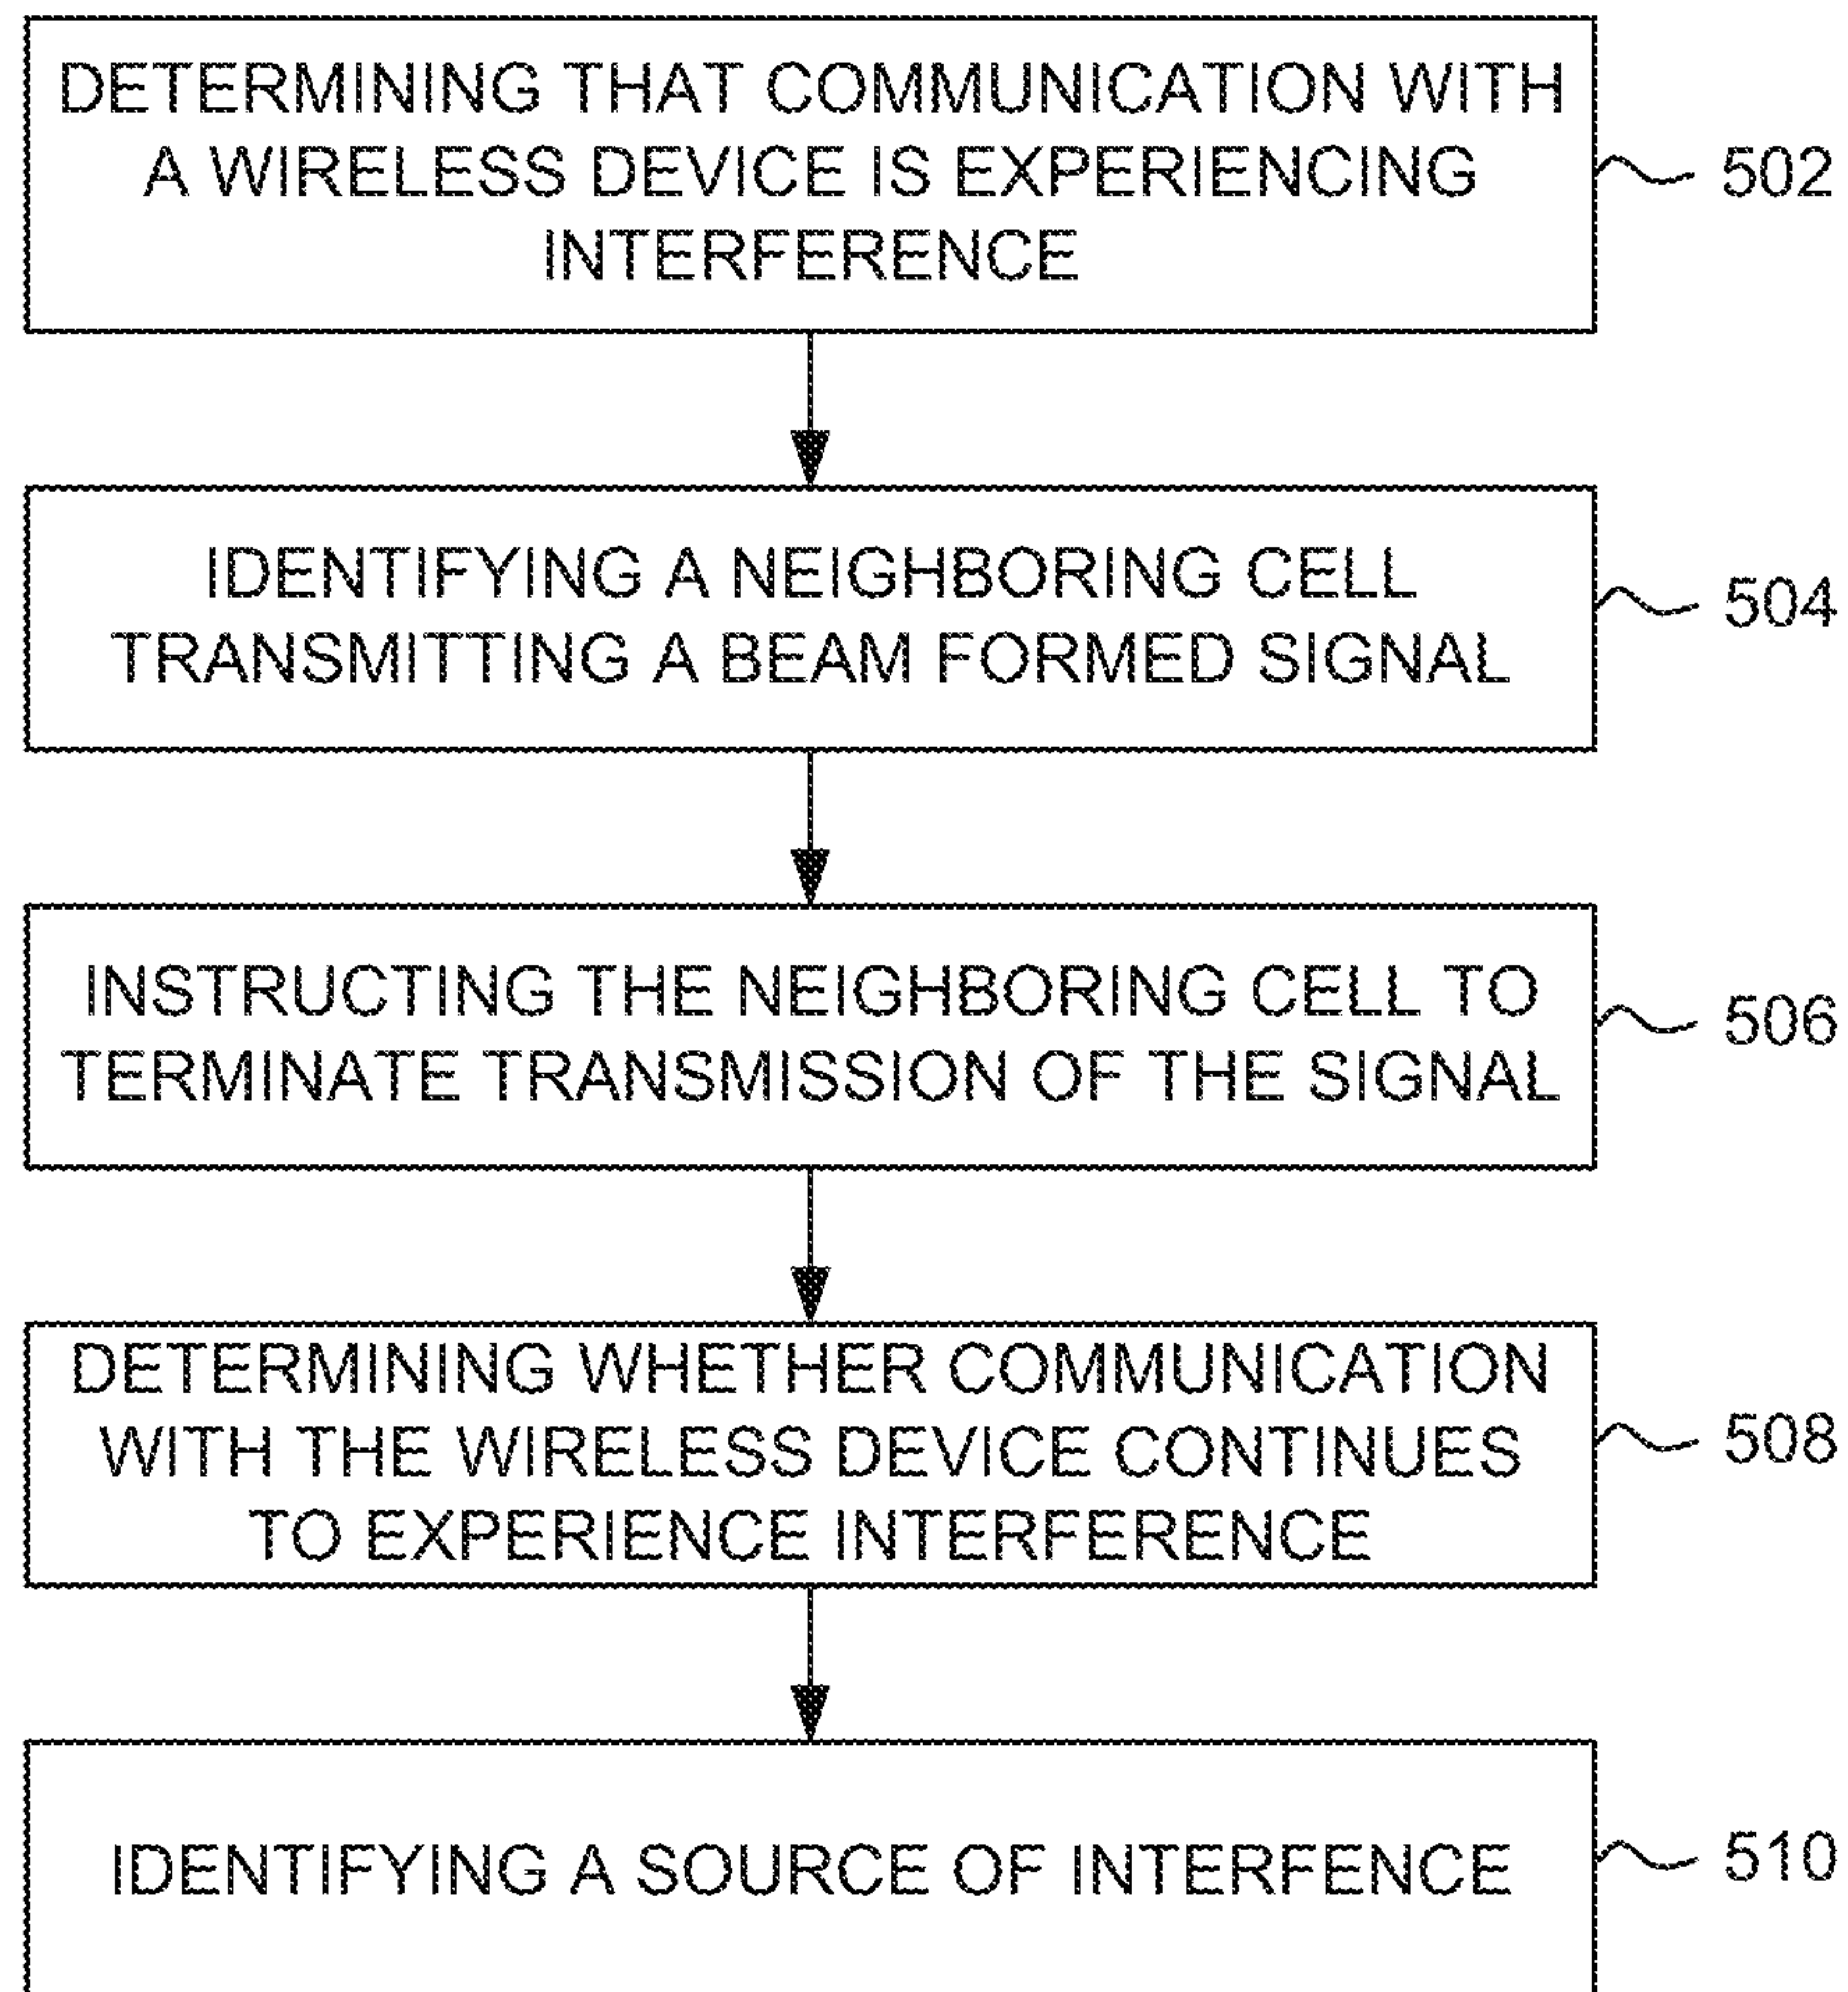 DETERMINING THAT COMMUNICATION WITH
A WIRELESS DEVICE IS EXPERIENCING
INTERFERENCE
502
IDENTIFYING A NEIGHBORING CELL
TRANSMITTING A BEAM FORMED SIGNAL
504
INSTRUCTING THE NEIGHBORING CELL TO
TERMINATE TRANSMISSION OF THE SIGNAL
506
DETERMINING WHETHER COMMUNICATION
WITH THE WIRELESS DEVICE CONTINUES
TO EXPERIENCE INTERFERENCE
508
IDENTIFYING A SOURCE OF INTERFENCE
510